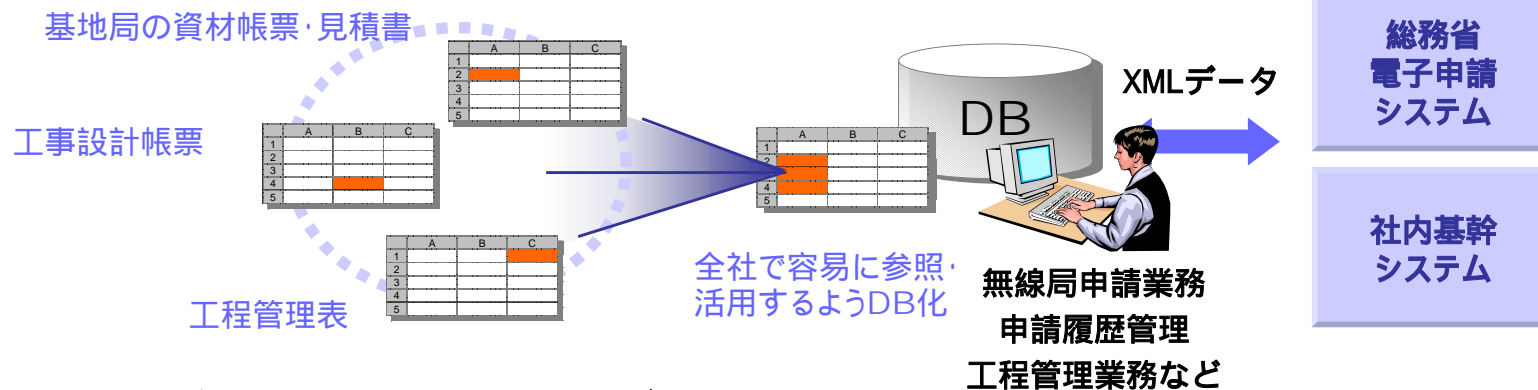 基地局の資材帳票・見積書
A B C
1
2
3
4
5
工事設計帳票
A B C
1
2
3
4
5
工程管理表
A B C
1
2
3
4
5
A B C
1
2
4
5
全社で容易に参照・
活用するようDB化
DB
XMLデータ
無線局申請業務
申請履歴管理
工程管理業務など
総務省
電子申請
システム
社内基幹
システム